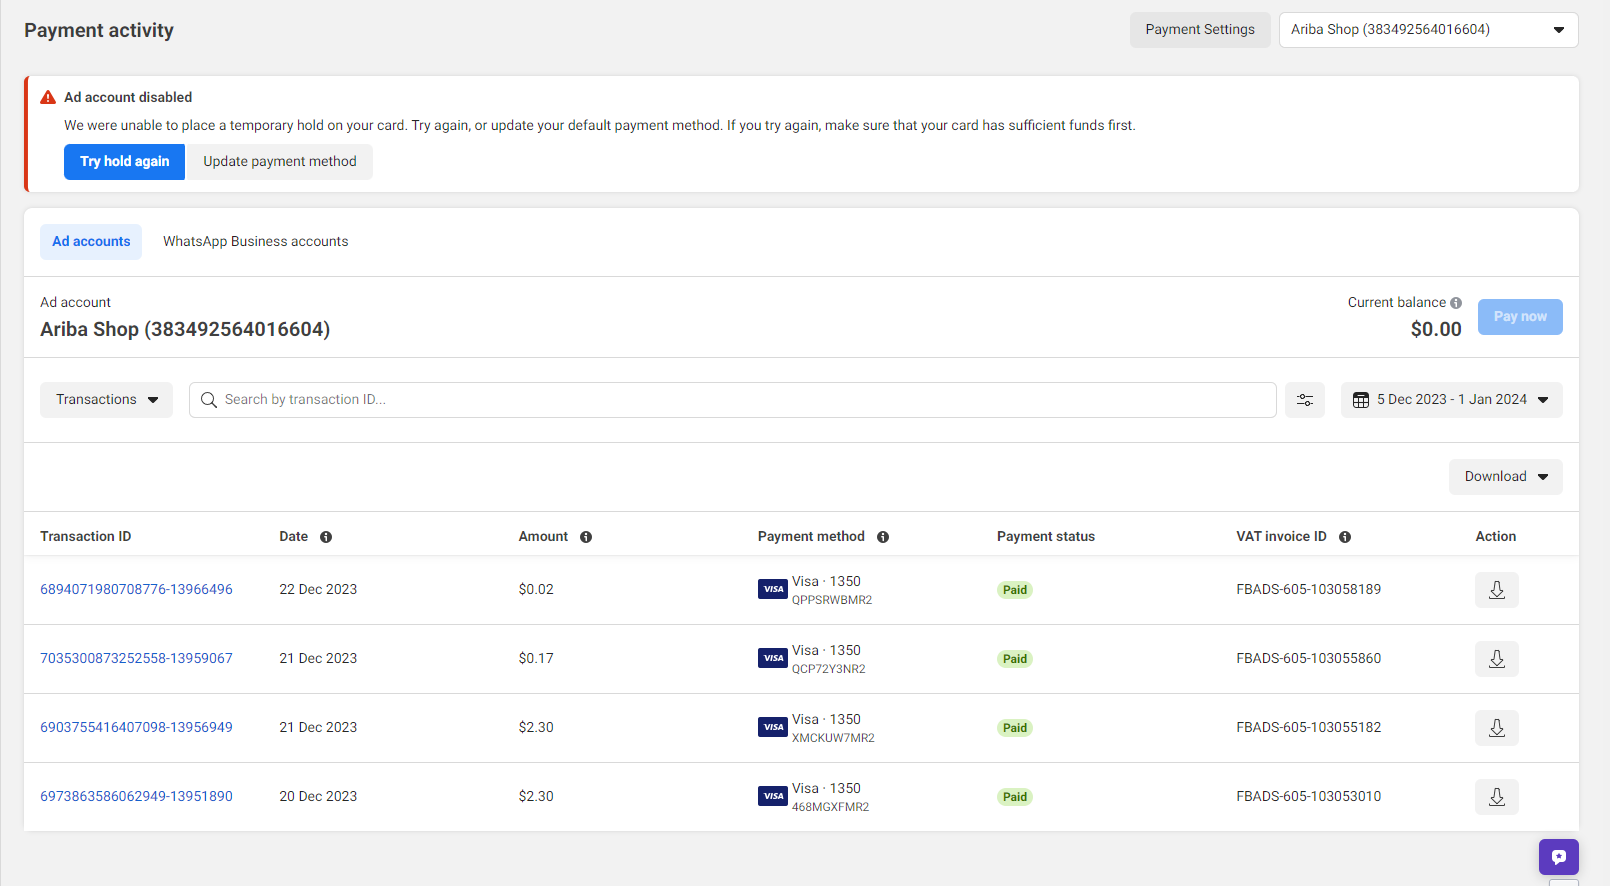 Payment activity
Payment Settings
Ariba Shop (383492564016604)
Ad account disabled
We were unable to place a temporary hold on your card. Try again, or update your default payment method. If you try again, make sure that your card has sufficient funds first.
Try hold again
Update payment method
Ad accounts
WhatsApp Business accounts
Ad account
Ariba Shop (383492564016604)
Current balance
$0.00
Pay now
Transactions
Search by transaction ID...
5 Dec 2023 - 1 Jan 2024
Download
Transaction ID Date Amount Payment method Payment status VAT invoice ID Action
6894071980708776-13966496 22 Dec 2023 $0.02 VISA Visa · 1350 Paid FBADS-605-103058189
QPPSRWBMR2
7035300873252558-13959067 21 Dec 2023 $0.17 VISA Visa · 1350 Paid FBADS-605-103055860
QCP72Y3NR2
6903755416407098-13956949 21 Dec 2023 $2.30 VISA Visa · 1350 Paid FBADS-605-103055182
XMCKUW7MR2
6973863586062949-13951890 20 Dec 2023 $2.30 VISA Visa · 1350 Paid FBADS-605-103053010
468MGXFMR2